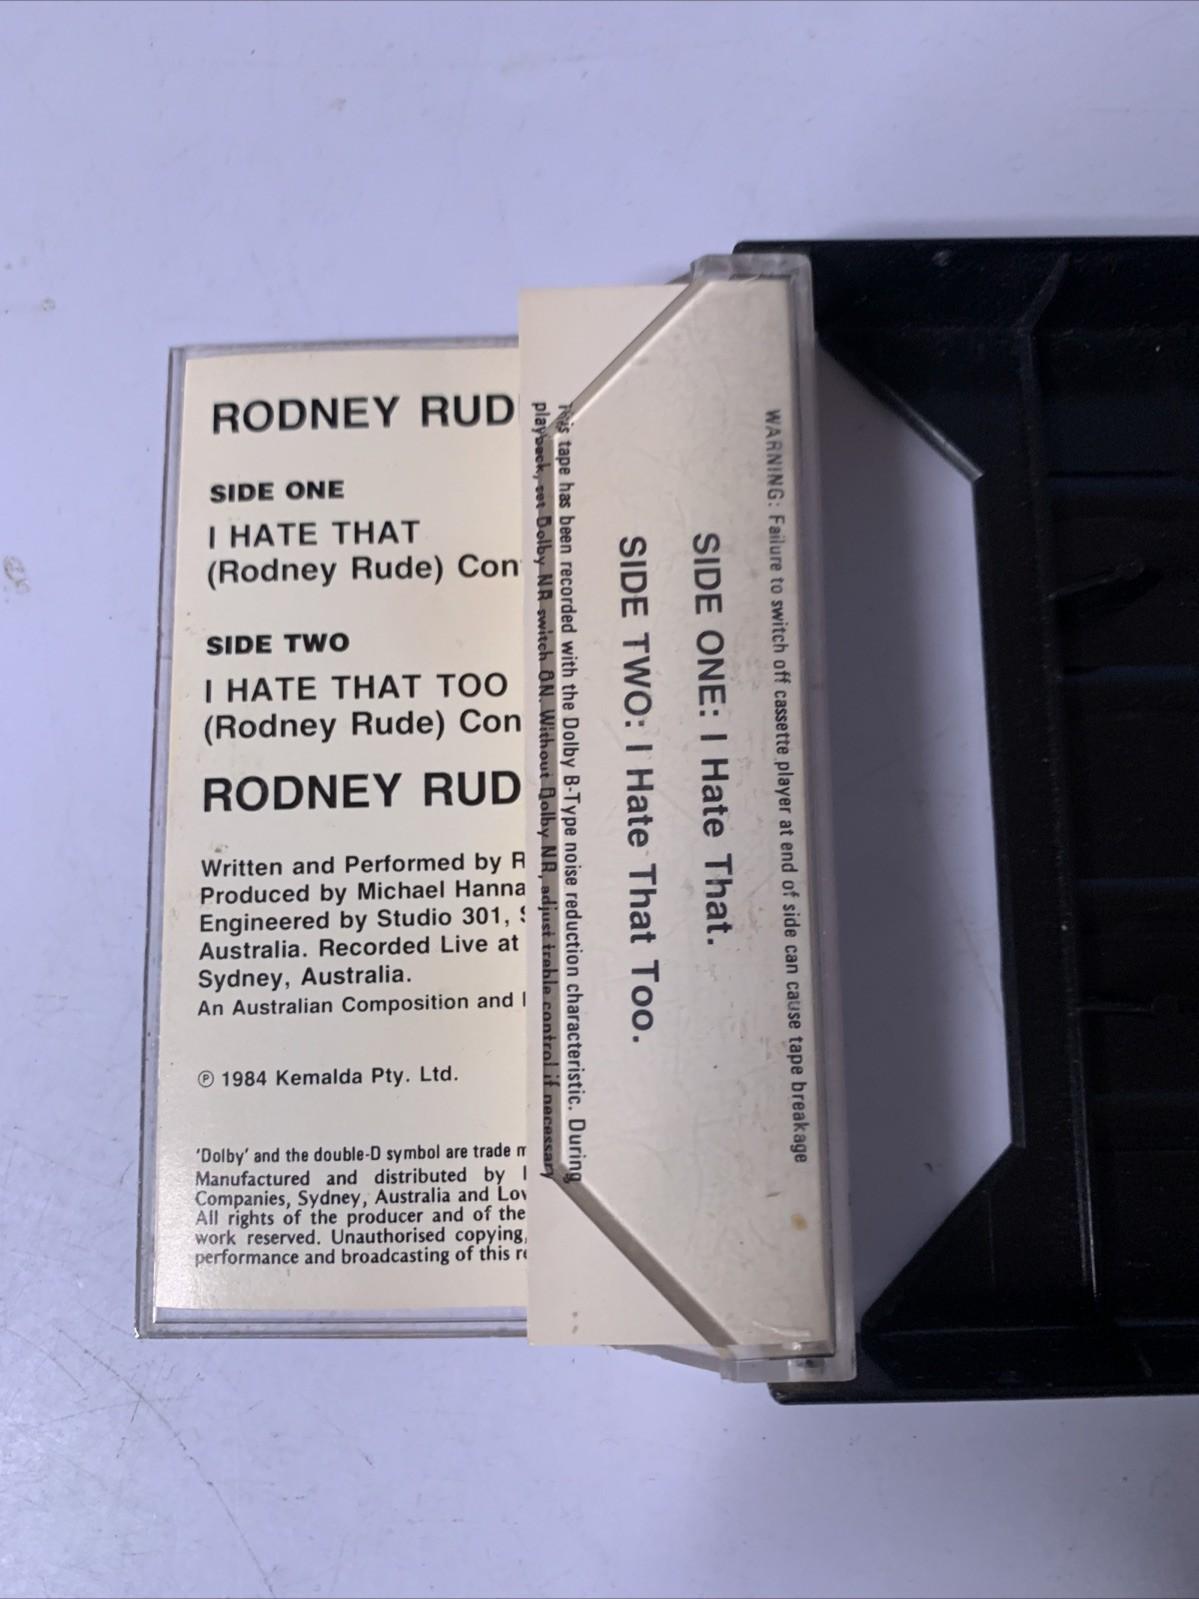 RODNEY RUD
SIDE ONE
I HATE THAT
(Rodney Rude) Con
SIDE TWO
I HATE THAT TOO
(Rodney Rude) Con
RODNEY RUD
Written and Performed by R
Produced by Michael Hanna
Engineered by Studio 301, S
Australia. Recorded Live at
Sydney, Australia.
An Australian Composition and
℗ 1984 Kemalda Pty. Ltd.
'Dolby' and the double-D symbol are trade m
Manufactured and distributed by
Companies, Sydney, Australia and Lov
All rights of the producer and of the
work reserved. Unauthorised copying,
performance and broadcasting of this re
WARNING: Failure to switch off cassette player at end of side can cause tape breakage
SIDE ONE: I Hate That.
SIDE TWO: I Hate That Too.
This tape has been recorded with the Dolby B-Type noise reduction characteristic. During
playback, set Dolby NR switch ON. Without Dolby NR, adjust treble control if necessary